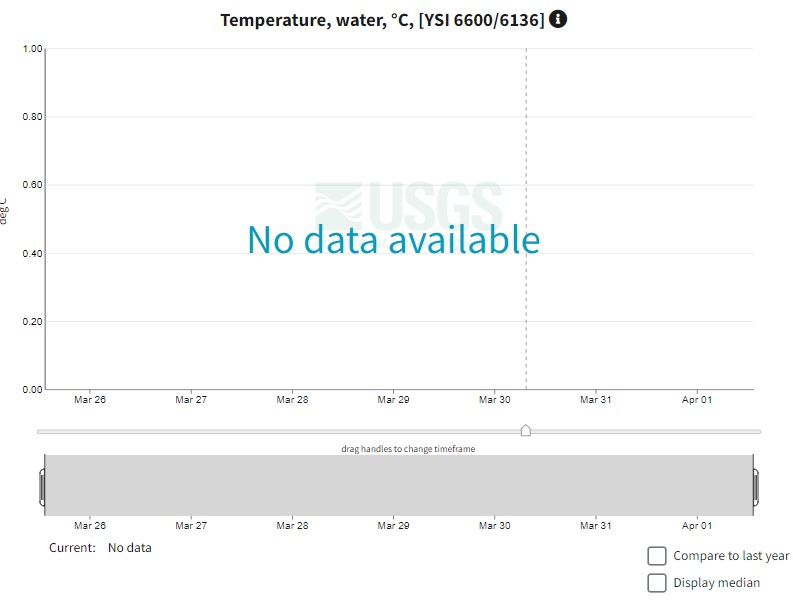 Temperature, water, °C, [YSI 6600/6136]
1.00
0.80
0.60
0.40
0.20
0.00
deg C
USGS
No data available
Mar 26 Mar 27 Mar 28 Mar 29 Mar 30 Mar 31 Apr 01
drag handles to change timeframe
Mar 26 Mar 27 Mar 28 Mar 29 Mar 30 Mar 31 Apr 01
Current: No data
Compare to last year
Display median